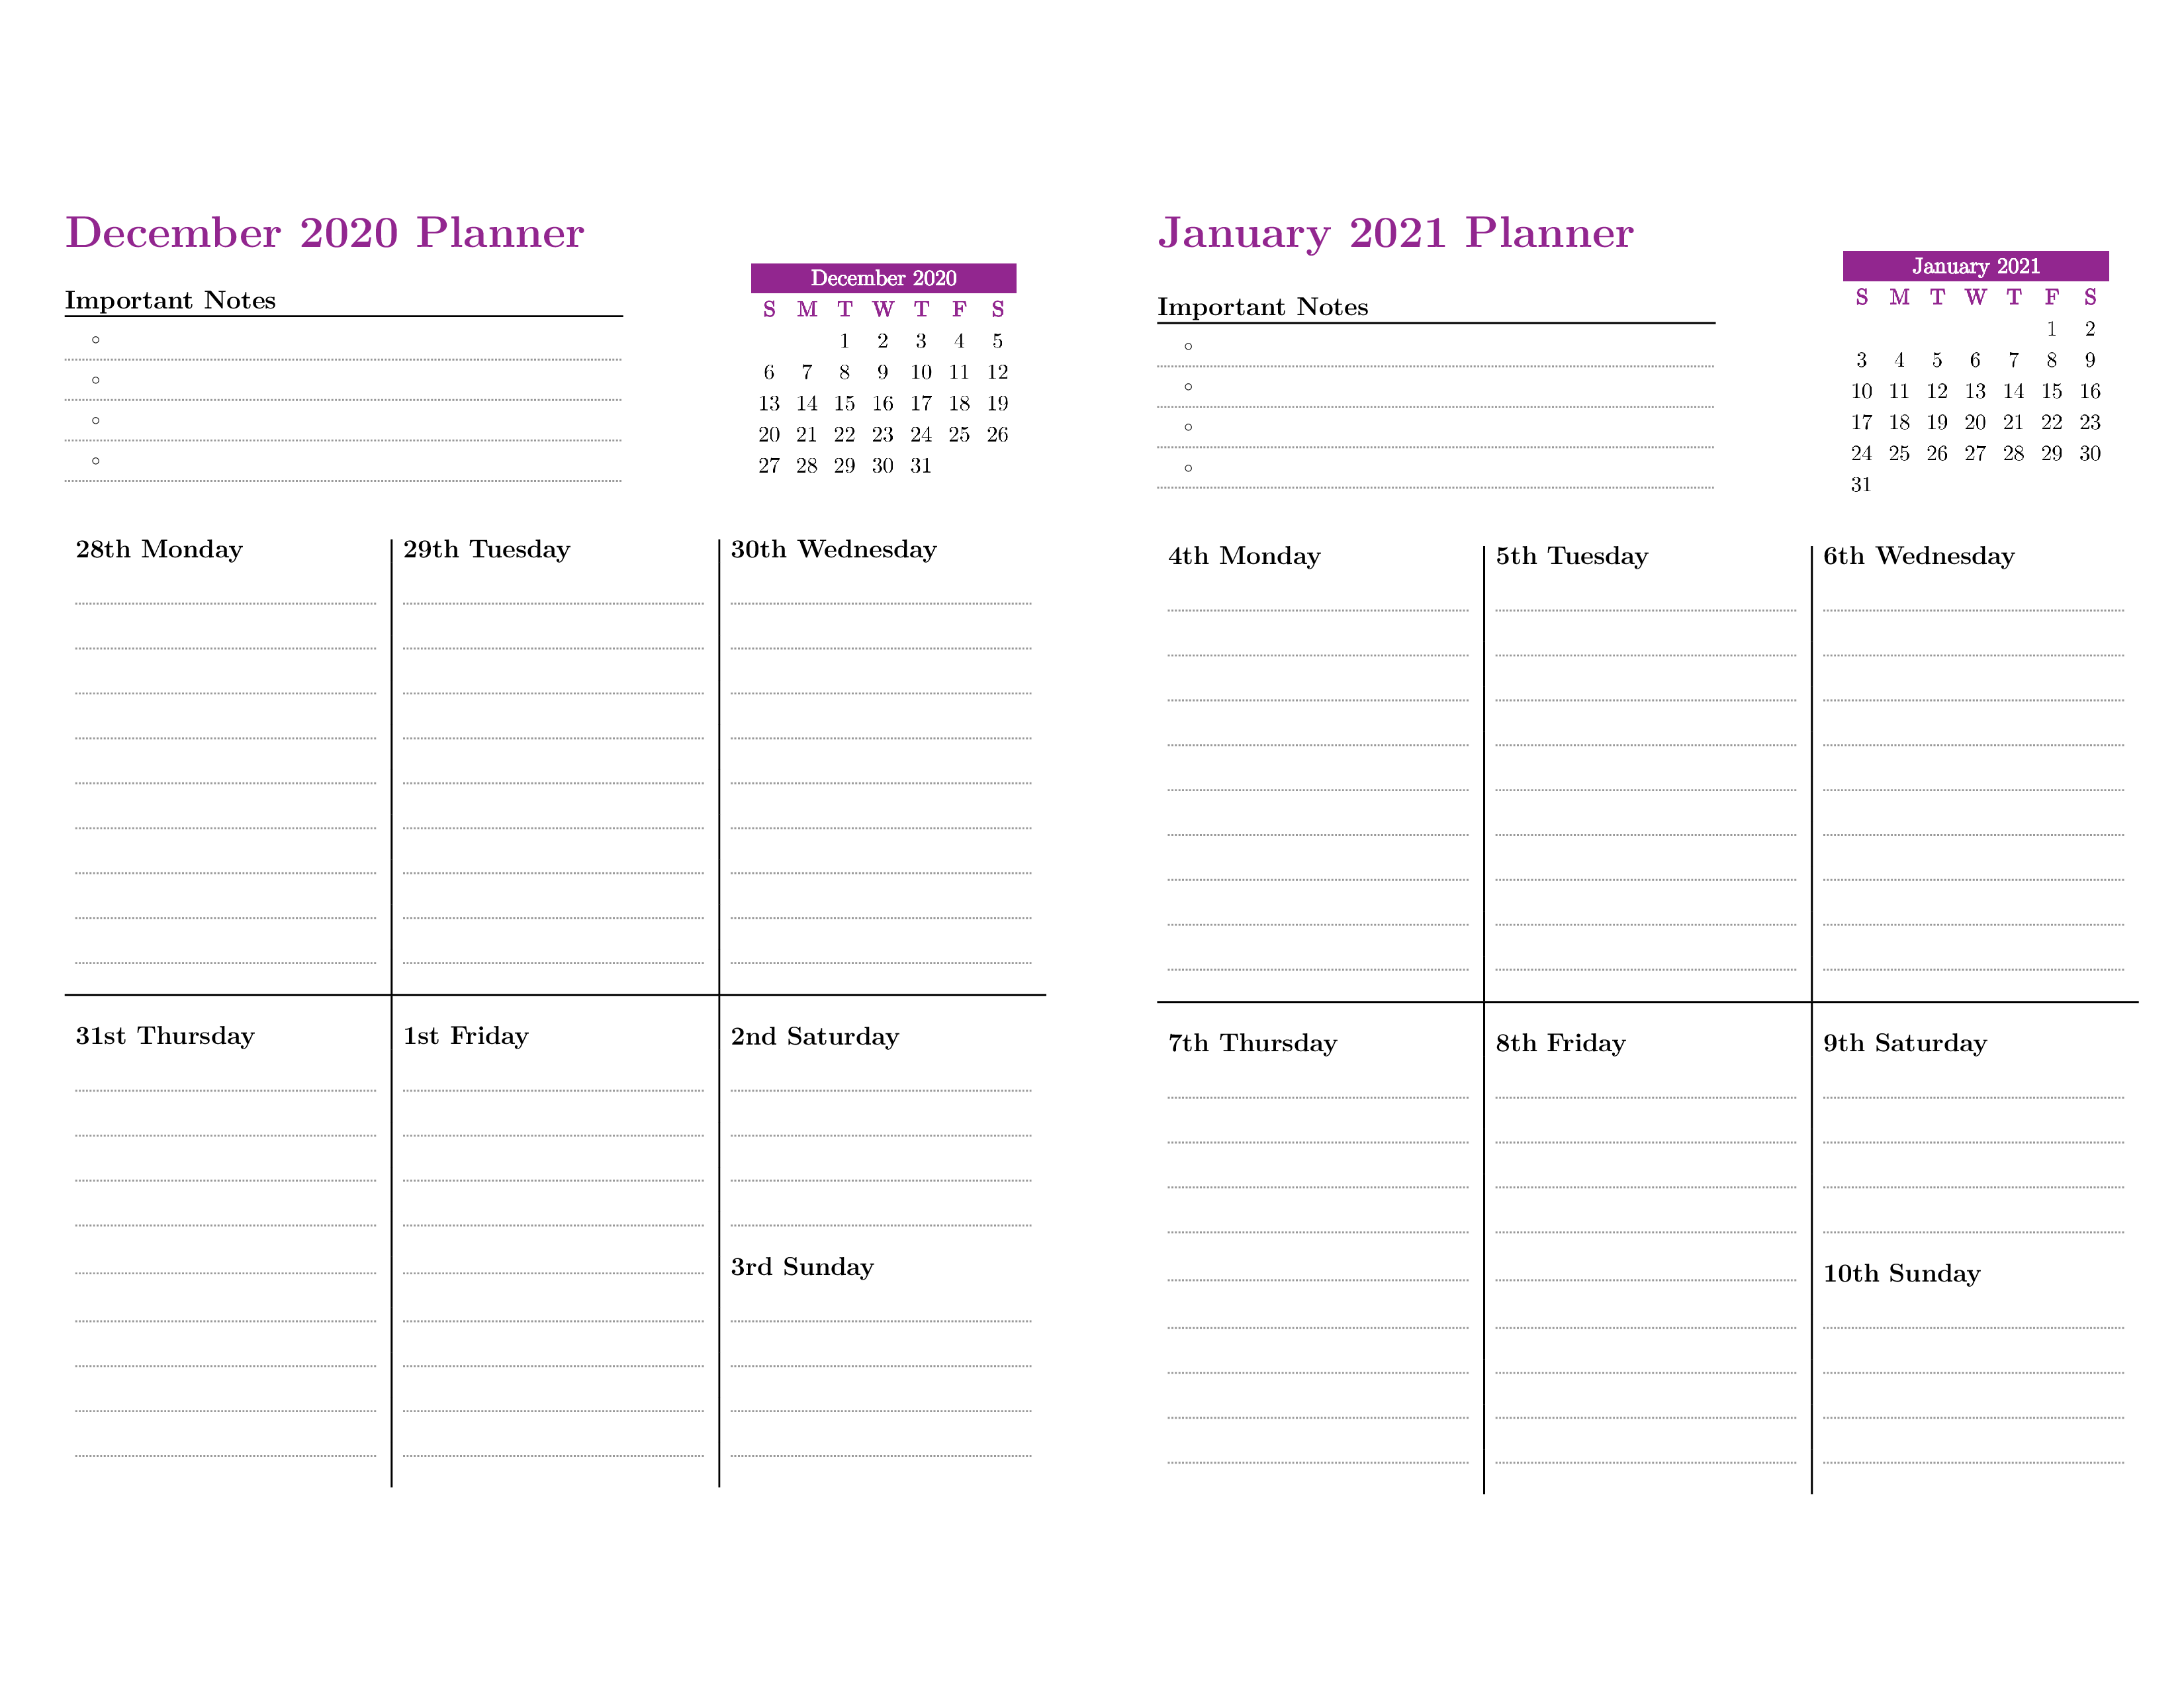 December 2020 Planner
Important Notes
December 2020
S M T W T F S
1 2 3 4 5
6 7 8 9 10 11 12
13 14 15 16 17 18 19
20 21 22 23 24 25 26
27 28 29 30 31
28th Monday
29th Tuesday
30th Wednesday
31st Thursday
1st Friday
2nd Saturday
3rd Sunday
January 2021 Planner
Important Notes
January 2021
S M T W T F S
1 2
3 4 5 6 7 8 9
10 11 12 13 14 15 16
17 18 19 20 21 22 23
24 25 26 27 28 29 30
31
4th Monday
5th Tuesday
6th Wednesday
7th Thursday
8th Friday
9th Saturday
10th Sunday